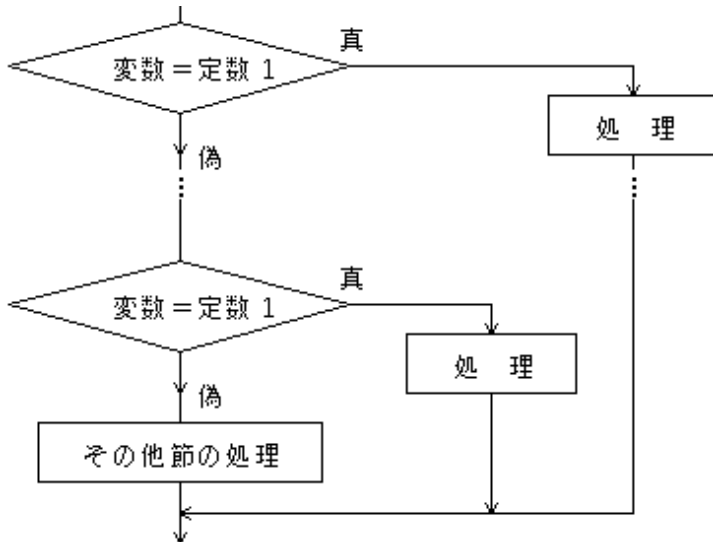 真
変数＝定数 1
処 理
偽
真
変数＝定数 1
処 理
偽
その他節の処理